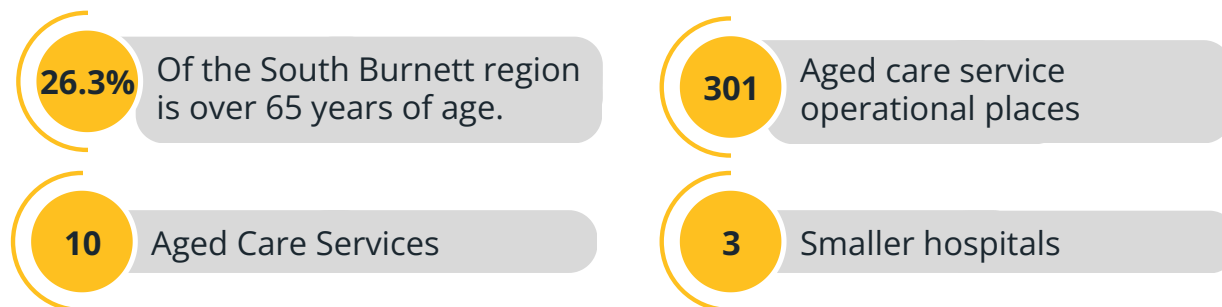 26.3%
Of the South Burnett region
is over 65 years of age.
301
Aged care service
operational places
10
Aged Care Services
3
Smaller hospitals